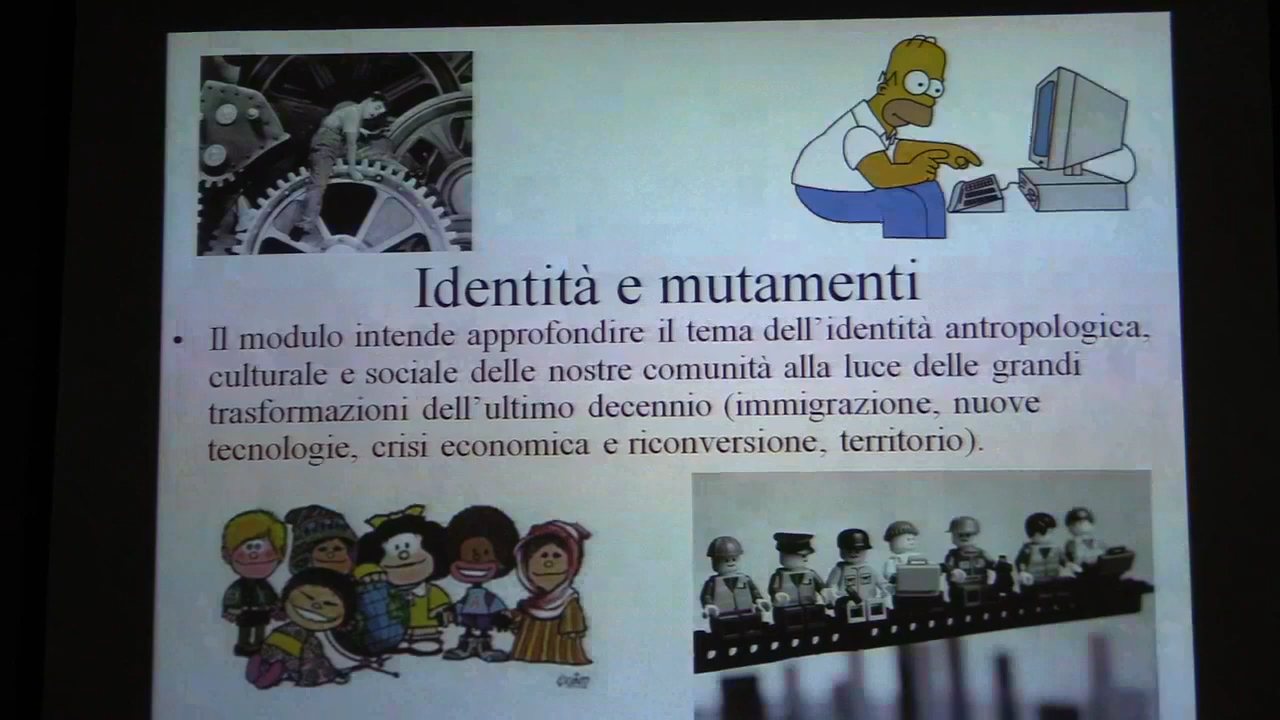 Identità e mutamenti
• Il modulo intende approfondire il tema dell'identità antropologica,
culturale e sociale delle nostre comunità alla luce delle grandi
trasformazioni dell'ultimo decennio (immigrazione, nuove
tecnologie, crisi economica e riconversione, territorio).